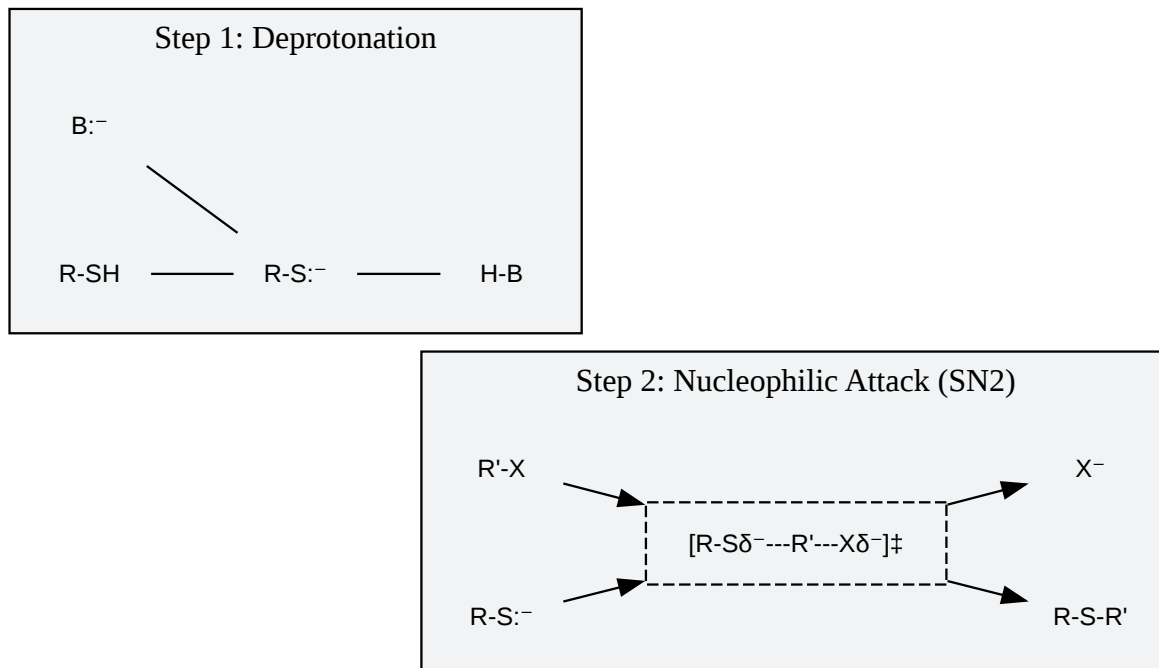 Step 1: Deprotonation
B:⁻
R-SH
R-S:⁻
H-B
Step 2: Nucleophilic Attack (SN2)
R'-X
X⁻
[R-Sδ⁻---R'---Xδ⁻]‡
R-S:⁻
R-S-R'